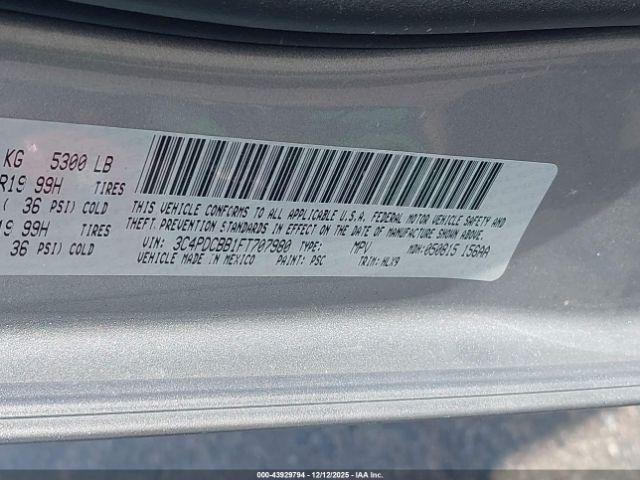 KG 5300 LB
R19 99H TIRES
( 36 PSI) COLD
19 99H TIRES
36 PSI) COLD
THIS VEHICLE CONFORMS TO ALL APPLICABLE U.S.A. FEDERAL MOTOR VEHICLE SAFETY AND
THEFT PREVENTION STANDARDS IN EFFECT ON THE DATE OF MANUFACTURE SHOWN ABOVE.
VIN: 3C4PDCBB1FT707980 TYPE: MPV MDH:050815 156AA
VEHICLE MADE IN MEXICO PAINT: PSC TRIM: HLX9
000-43929794 - 12/12/2025 - IAA Inc.